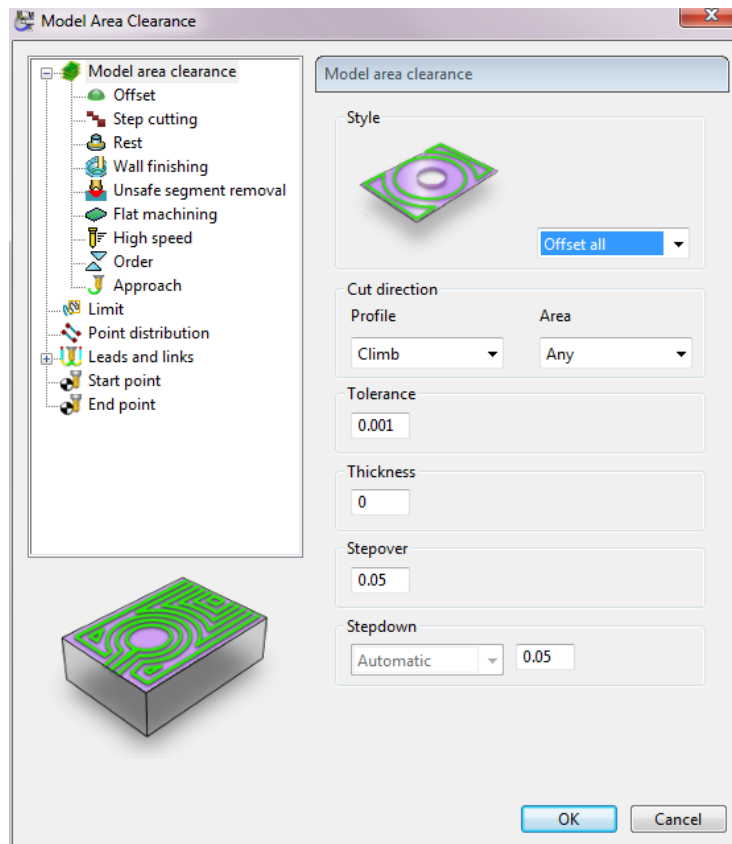 Model Area Clearance
Model area clearance
Offset
Step cutting
Rest
Wall finishing
Unsafe segment removal
Flat machining
High speed
Order
Approach
Limit
Point distribution
Leads and links
Start point
End point
Model area clearance
Style
Offset all
Cut direction
Profile Area
Climb Any
Tolerance
0.001
Thickness
0
Stepover
0.05
Stepdown
Automatic 0.05
OK Cancel